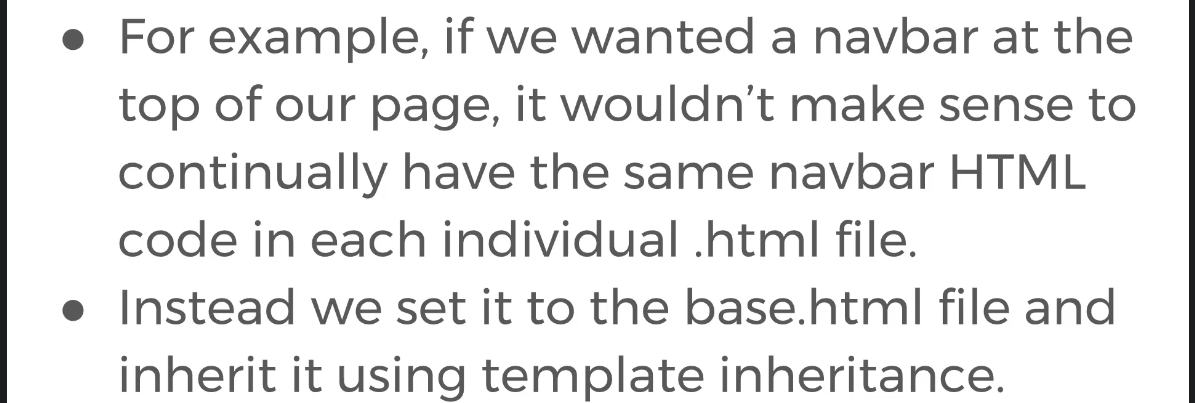 ● For example, if we wanted a navbar at the
top of our page, it wouldn’t make sense to
continually have the same navbar HTML
code in each individual .html file.
● Instead we set it to the base.html file and
inherit it using template inheritance.